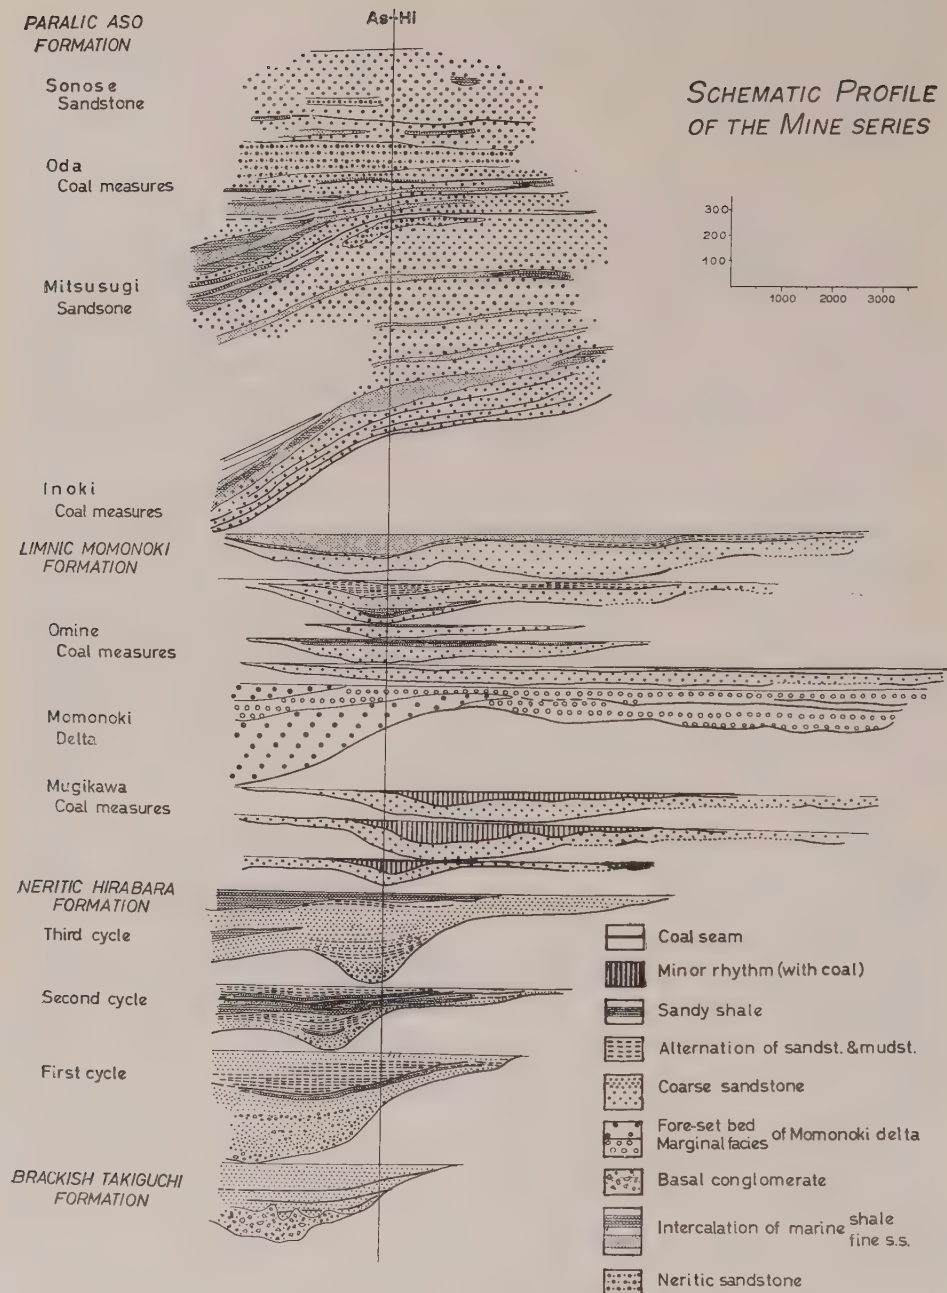 PARALIC ASO
FORMATION
As-Hi
SCHEMATIC PROFILE
OF THE MINE SERIES
Sonose
Sandstone
Oda
Coal measures
Mitsusugi
Sandsone
300
200
100
1000 2000 3000
Inoki
Coal measures
LIMNIC MOMONOKI
FORMATION
Omine
Coal measures
Momonoki
Delta
Mugikawa
Coal measures
NERITIC HIRABARA
FORMATION
Third cycle
Second cycle
First cycle
BRACKISH TAKIGUCHI
FORMATION
Coal seam
Minor rhythm (with coal)
Sandy shale
Alternation of sandst. & mudst.
Coarse sandstone
Fore-set bed
Marginal facies of Momonoki delta
Basal conglomerate
Intercalation of marine shale
fine s.s.
Neritic sandstone